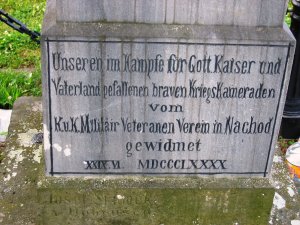 Unseren im Kampfe für Gott Kaiser und
Vaterland gefallenen braven Kriegskameraden
vom
K.u.K. Militäir Veteranen Verein in Nachod
gewidmet
XXIX.VI. MDCCCLXXXX